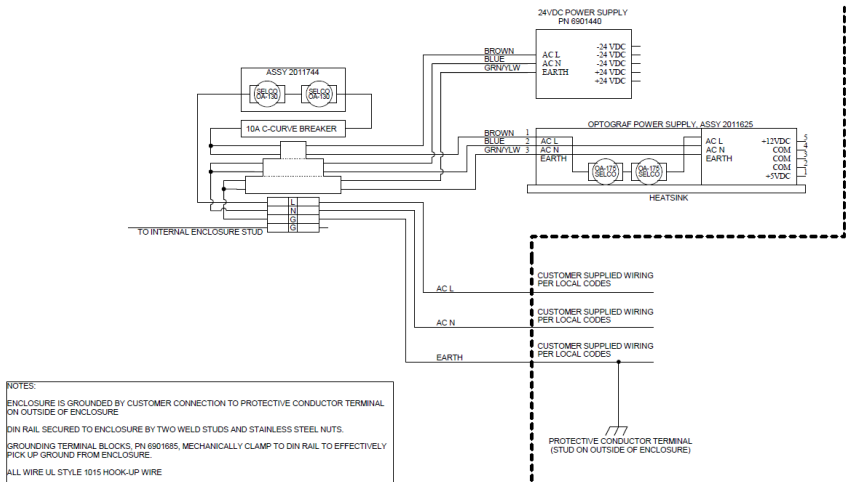 24VDC POWER SUPPLY
PN 6901440
BROWN
BLUE
GRN/YLW
AC L
AC N
EARTH
-24 VDC
-24 VDC
-24 VDC
+24 VDC
+24 VDC
ASSY 2011744
SELCO
OA-130
SELCO
OA-130
10A C-CURVE BREAKER
OPTOGRAF POWER SUPPLY, ASSY 2011625
BROWN 1
BLUE 2
GRN/YLW 3
AC L
AC N
EARTH
OA-175
SELCO
OA-175
SELCO
AC L
AC N
EARTH
+12VDC 5
COM 4
COM 3
COM 2
+5VDC 1
HEATSINK
L
N
G
G
TO INTERNAL ENCLOSURE STUD
AC L
CUSTOMER SUPPLIED WIRING
PER LOCAL CODES
AC N
CUSTOMER SUPPLIED WIRING
PER LOCAL CODES
EARTH
CUSTOMER SUPPLIED WIRING
PER LOCAL CODES
PROTECTIVE CONDUCTOR TERMINAL
(STUD ON OUTSIDE OF ENCLOSURE)
NOTES:
ENCLOSURE IS GROUNDED BY CUSTOMER CONNECTION TO PROTECTIVE CONDUCTOR TERMINAL
ON OUTSIDE OF ENCLOSURE
DIN RAIL SECURED TO ENCLOSURE BY TWO WELD STUDS AND STAINLESS STEEL NUTS.
GROUNDING TERMINAL BLOCKS, PN 6901685, MECHANICALLY CLAMP TO DIN RAIL TO EFFECTIVELY
PICK UP GROUND FROM ENCLOSURE.
ALL WIRE UL STYLE 1015 HOOK-UP WIRE